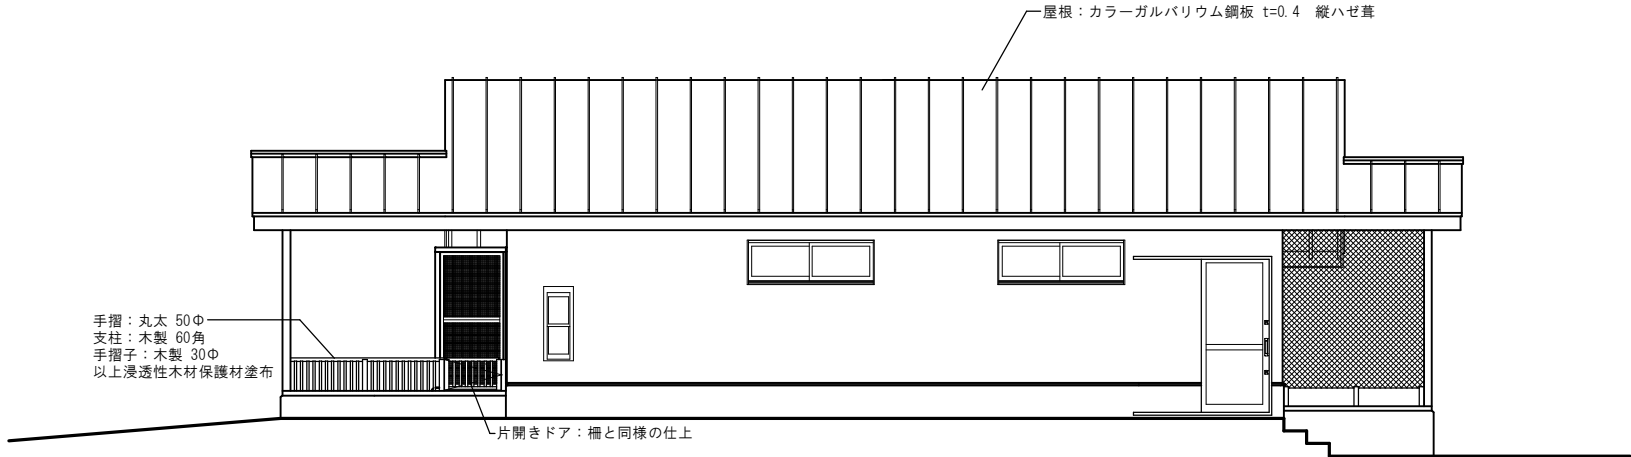 屋根：カラーガルバリウム鋼板 t=0.4　縦ハゼ葺
手摺：丸太 50Φ
支柱：木製 60角
手摺子：木製 30Φ
以上浸透性木材保護材塗布
片開きドア：柵と同様の仕上